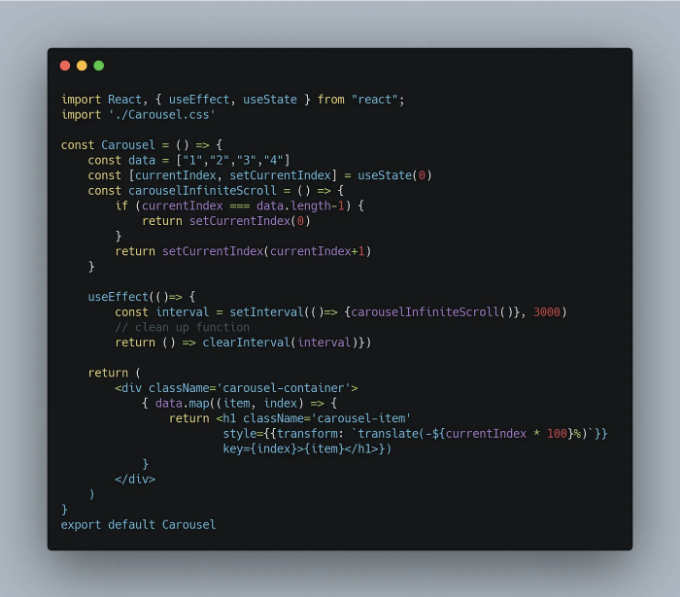 import React, { useEffect, useState } from "react";
import './Carousel.css'
const Carousel = () => {
const data = ["1","2","3","4"]
const [currentIndex, setCurrentIndex] = useState(0)
const carouselInfiniteScroll = () => {
if (currentIndex === data.length-1) {
return setCurrentIndex(0)
}
return setCurrentIndex(currentIndex+1)
}
useEffect(()=> {
const interval = setInterval(()=> {carouselInfiniteScroll()}, 3000)
// clean up function
return () => clearInterval(interval)})
return (
<div className='carousel-container'>
{ data.map((item, index) => {
return <h1 className='carousel-item'
style={{transform: `translate(-${currentIndex * 100}%)`}}
key={index}>{item}</h1>})
}
</div>
)
}
export default Carousel